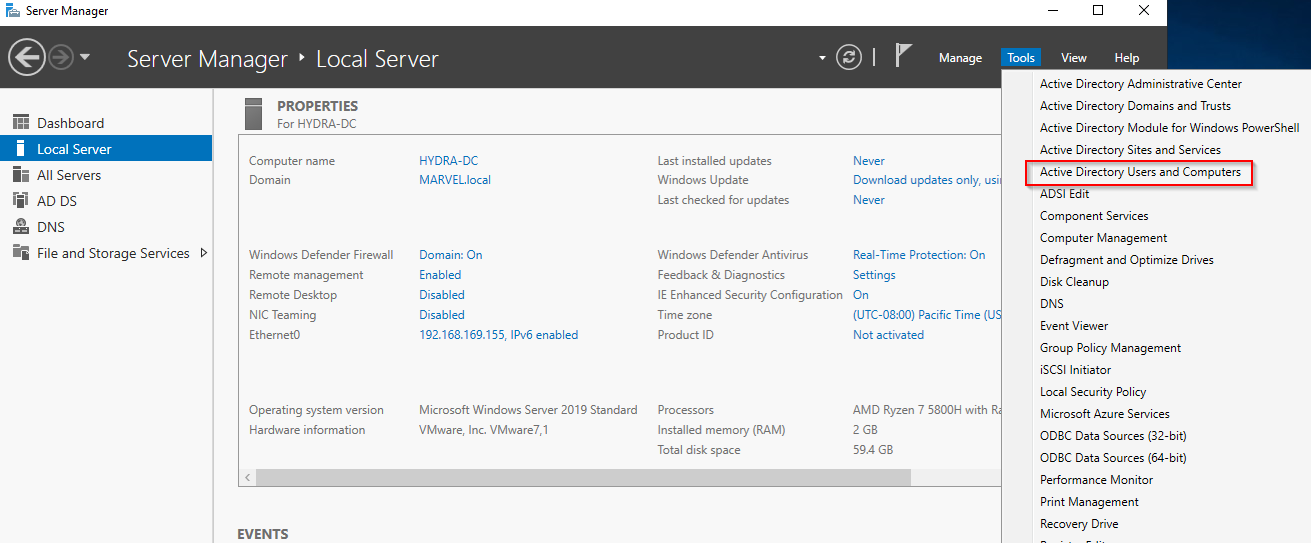 Server Manager
Server Manager ‣ Local Server
Manage Tools View Help
Dashboard
Local Server
All Servers
AD DS
DNS
File and Storage Services
PROPERTIES
For HYDRA-DC
Computer name HYDRA-DC
Domain MARVEL.local
Last installed updates Never
Windows Update Download updates only,
Last checked for updates Never
Windows Defender Firewall Domain: On
Remote management Enabled
Remote Desktop Disabled
NIC Teaming Disabled
Ethernet0 192.168.169.155, IPv6 enabled
Windows Defender Antivirus Real-Time Protection: On
Feedback & Diagnostics Settings
IE Enhanced Security Configuration On
Time zone (UTC-08:00) Pacific Time (US
Product ID Not activated
Operating system version Microsoft Windows Server 2019 Standard
Hardware information VMware, Inc. VMware7,1
Processors AMD Ryzen 7 5800H with
Installed memory (RAM) 2 GB
Total disk space 59.4 GB
EVENTS
Active Directory Administrative Center
Active Directory Domains and Trusts
Active Directory Module for Windows PowerShell
Active Directory Sites and Services
Active Directory Users and Computers
ADSI Edit
Component Services
Computer Management
Defragment and Optimize Drives
Disk Cleanup
DNS
Event Viewer
Group Policy Management
iSCSI Initiator
Local Security Policy
Microsoft Azure Services
ODBC Data Sources (32-bit)
ODBC Data Sources (64-bit)
Performance Monitor
Print Management
Recovery Drive